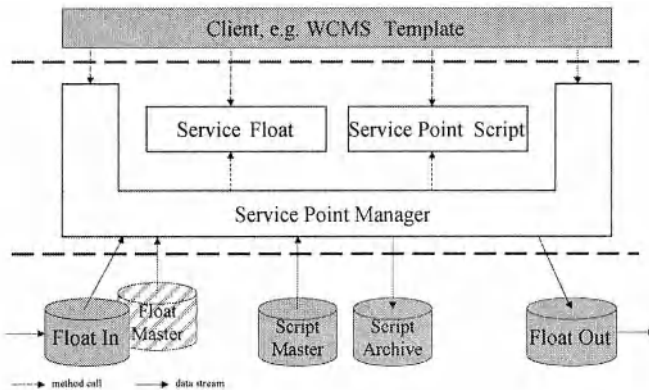 Client, e.g. WCMS Template
Service Float
Service Point Script
Service Point Manager
Float In
Float
Master
Script
Master
Script
Archive
Float Out
method call
data stream